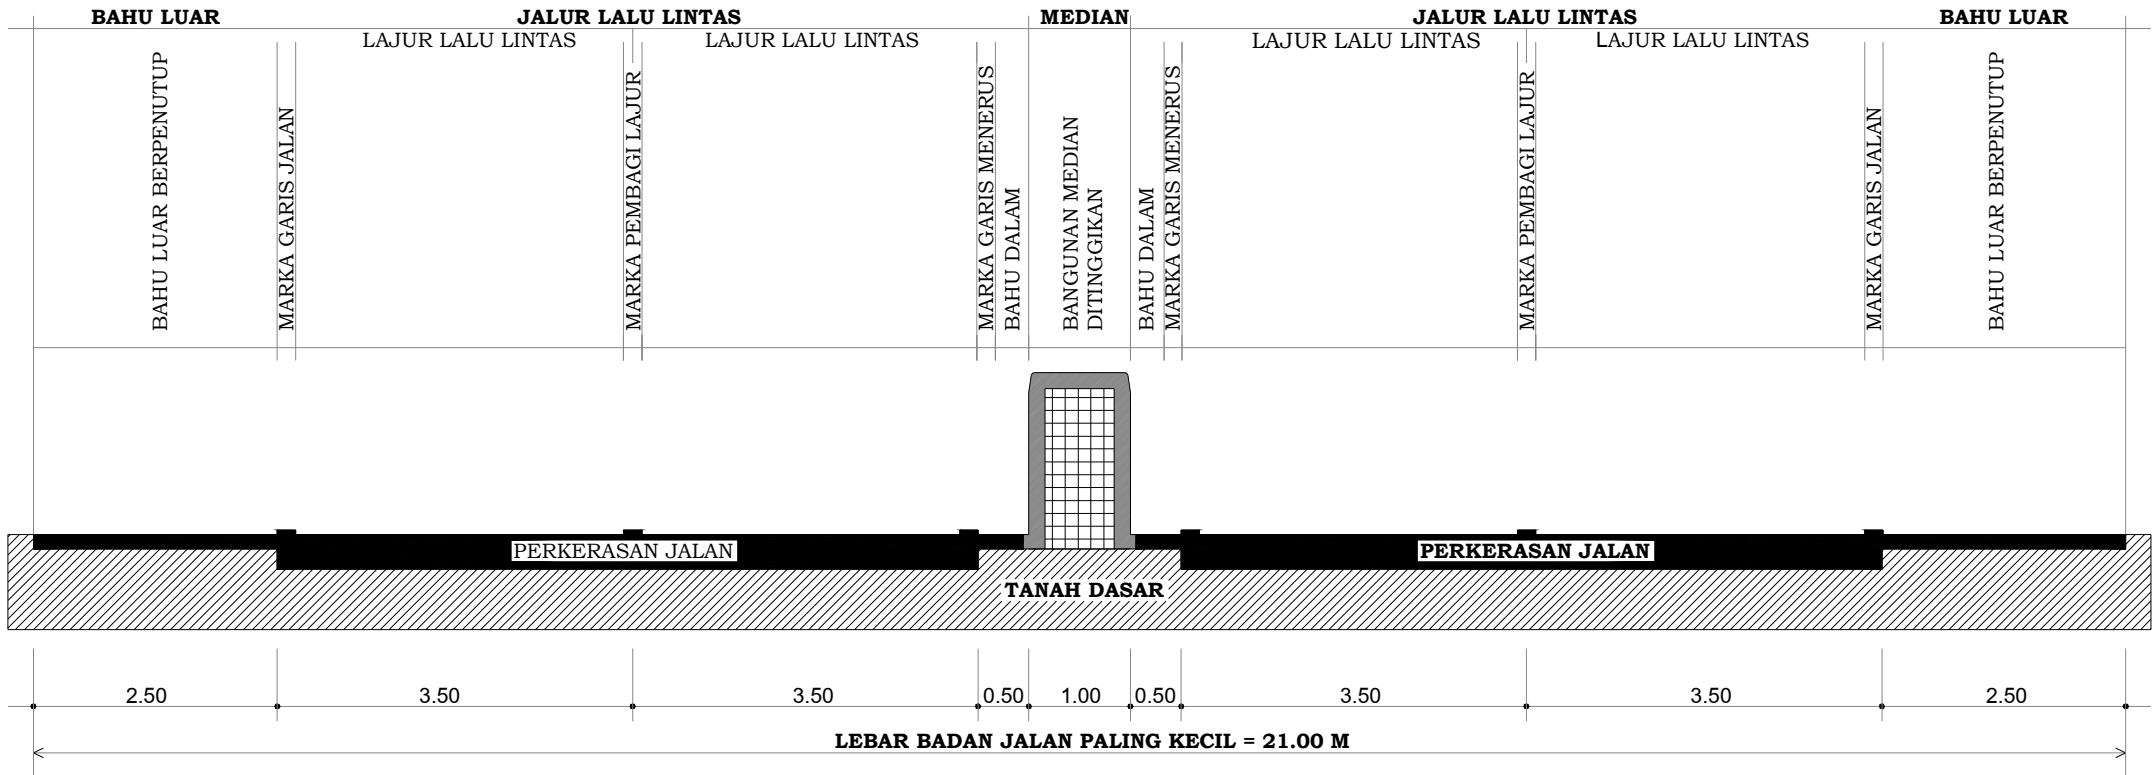 BAHU LUAR
JALUR LALU LINTAS
MEDIAN
JALUR LALU LINTAS
BAHU LUAR
LAJUR LALU LINTAS
LAJUR LALU LINTAS
LAJUR LALU LINTAS
LAJUR LALU LINTAS
BAHU LUAR BERPENUTUP
MARKA GARIS JALAN
MARKA PEMBAGI LAJUR
MARKA GARIS MENERUS
BAHU DALAM
BANGUNAN MEDIAN
DITINGGIKAN
BAHU DALAM
MARKA GARIS MENERUS
MARKA PEMBAGI LAJUR
MARKA GARIS JALAN
BAHU LUAR BERPENUTUP
PERKERASAN JALAN
PERKERASAN JALAN
TANAH DASAR
2.50
3.50
3.50
0.50
1.00
0.50
3.50
3.50
2.50
LEBAR BADAN JALAN PALING KECIL = 21.00 M